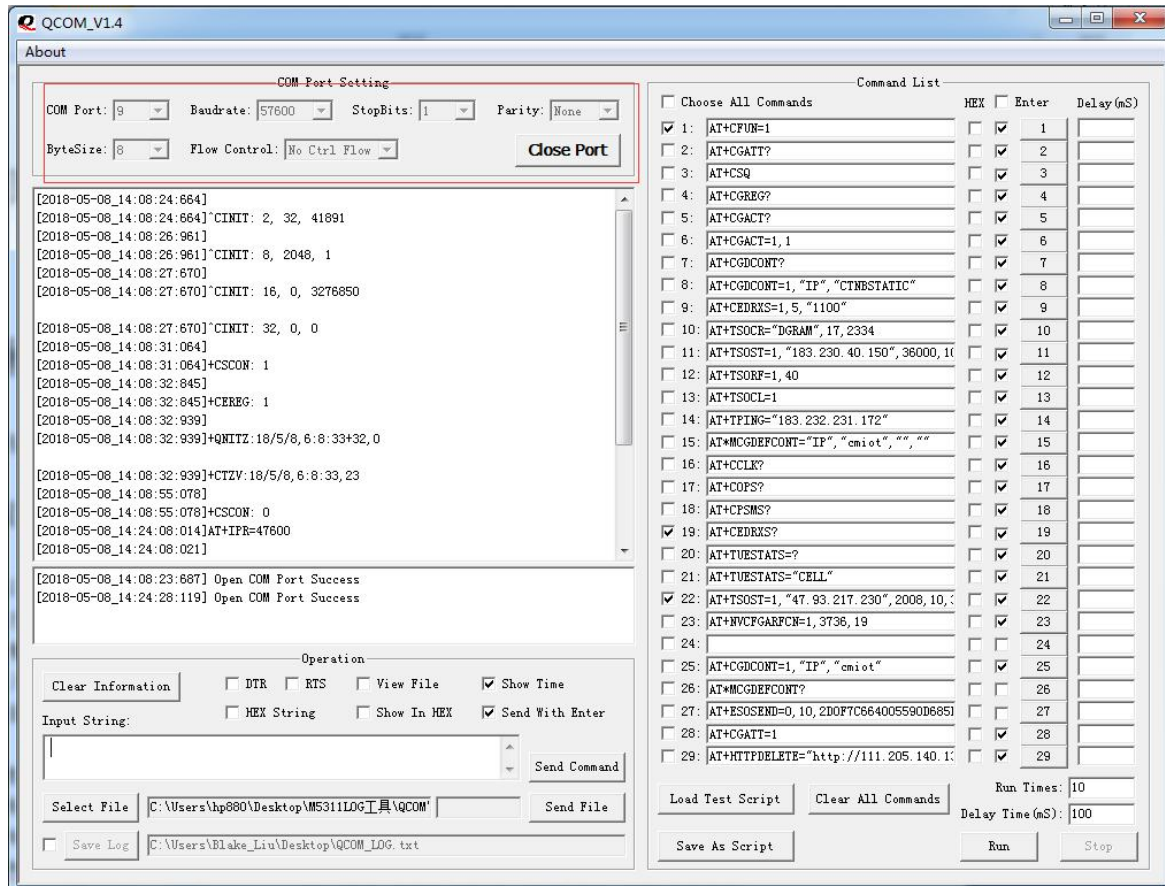 QCOM_V1.4
About
COM Port Setting
COM Port: 9 Baudrate: 57600 StopBits: 1 Parity: None
ByteSize: 8 Flow Control: No Ctrl Flow Close Port
[2018-05-08_14:08:24:664]
[2018-05-08_14:08:24:664]^CINIT: 2, 32, 41891
[2018-05-08_14:08:26:961]
[2018-05-08_14:08:26:961]^CINIT: 8, 2048, 1
[2018-05-08_14:08:27:670]
[2018-05-08_14:08:27:670]^CINIT: 16, 0, 3276850
[2018-05-08_14:08:27:670]^CINIT: 32, 0, 0
[2018-05-08_14:08:31:064]
[2018-05-08_14:08:31:064]+CSCON: 1
[2018-05-08_14:08:32:845]
[2018-05-08_14:08:32:845]+CEREG: 1
[2018-05-08_14:08:32:939]
[2018-05-08_14:08:32:939]+QNITZ:18/5/8,6:8:33+32,0
[2018-05-08_14:08:32:939]+CTZV:18/5/8,6:8:33,23
[2018-05-08_14:08:55:078]
[2018-05-08_14:08:55:078]+CSCON: 0
[2018-05-08_14:24:08:014]AT+IPR=47600
[2018-05-08_14:24:08:021]
[2018-05-08_14:08:23:687] Open COM Port Success
[2018-05-08_14:24:28:119] Open COM Port Success
Operation
Clear Information DTR RTS View File Show Time
HEX String Show In HEX Send With Enter
Input String:
Send Command
Select File C:\Users\hp880\Desktop\M5311LOG工具\QCOM' Send File
Save Log C:\Users\Blake_Liu\Desktop\QCOM_LOG.txt
Command List
Choose All Commands HEX Enter Delay(mS)
1: AT+CFUN=1 1
2: AT+CGATT? 2
3: AT+CSQ 3
4: AT+CGREG? 4
5: AT+CGACT? 5
6: AT+CGACT=1,1 6
7: AT+CGDCONT? 7
8: AT+CGDCONT=1,"IP","CTNBSTATIC" 8
9: AT+CEDRXS=1,5,"1100" 9
10: AT+TSOCR="DGRAM",17,2334 10
11: AT+TSOST=1,"183.230.40.150",36000,1( 11
12: AT+TSORF=1,40 12
13: AT+TSOCL=1 13
14: AT+TPING="183.232.231.172" 14
15: AT*MCGDEFCONT="IP","cmiot","","" 15
16: AT+CCLK? 16
17: AT+COPS? 17
18: AT+CPSMS? 18
19: AT+CEDRXS? 19
20: AT+TUESTATS=? 20
21: AT+TUESTATS="CELL" 21
22: AT+TSOST=1,"47.93.217.230",2008,10, 22
23: AT+NVCFGARFCN=1,3736,19 23
24: 24
25: AT+CGDCONT=1,"IP","cmiot" 25
26: AT*MCGDEFCONT? 26
27: AT+ESOSEND=0,10,2D0F7C664005590D685 27
28: AT+CGATT=1 28
29: AT+HTTPDELETE="http://111.205.140.1 29
Load Test Script Clear All Commands Run Times: 10
Delay Time(mS): 100
Save As Script Run Stop